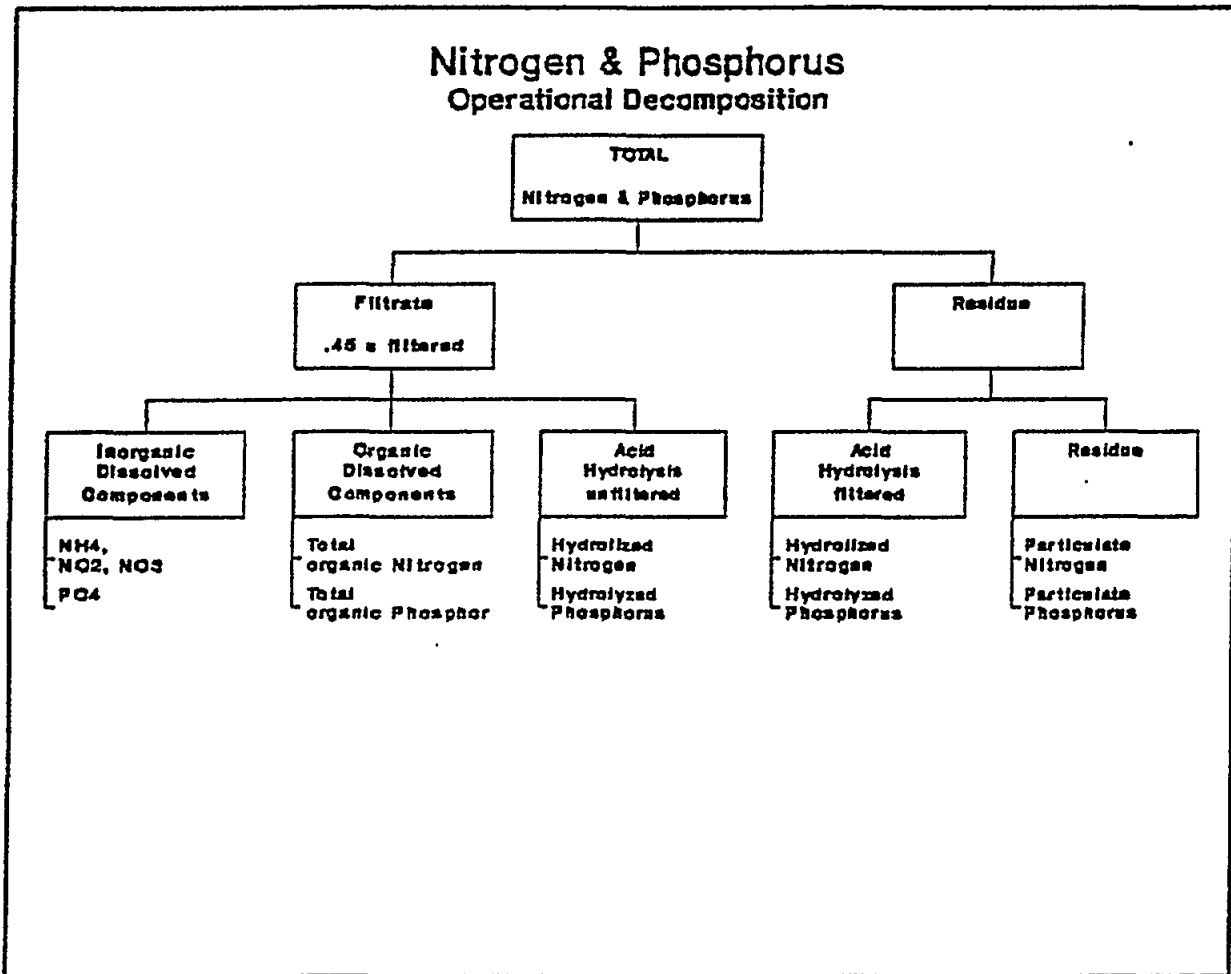 Nitrogen & Phosphorus
Operational Decomposition
TOTAL
Nitrogen & Phosphorus
Filtrate
.45 u filtered
Residue
Inorganic
Dissolved
Components
NH4,
NO2, NO3
PO4
Organic
Dissolved
Components
Total
organic Nitrogen
Total
organic Phosphor
Acid
Hydrolysis
unfiltered
Hydrolized
Nitrogen
Hydrolyzed
Phosphorus
Acid
Hydrolysis
filtered
Hydrolized
Nitrogen
Hydrolyzed
Phosphorus
Residue
Particulate
Nitrogen
Particulate
Phosphorus